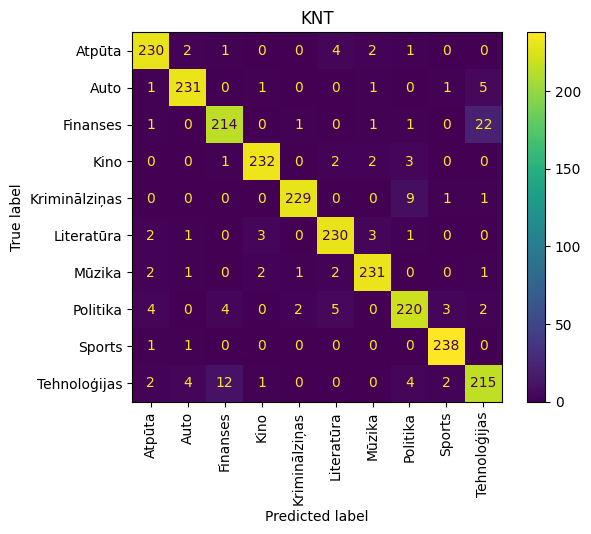 KNT
Atpūta 230 2 1 0 0 4 2 1 0 0
Auto 1 231 0 1 0 0 1 0 1 5
Finanses 1 0 214 0 1 0 1 1 0 22
Kino 0 0 1 232 0 2 2 3 0 0
Kriminālziņas 0 0 0 0 229 0 0 9 1 1
Literatūra 2 1 0 3 0 230 3 1 0 0
Mūzika 2 1 0 2 1 2 231 0 0 1
Politika 4 0 4 0 2 5 0 220 3 2
Sports 1 1 0 0 0 0 0 0 238 0
Tehnoloģijas 2 4 12 1 0 0 0 4 2 215
True label
Atpūta Auto Finanses Kino Kriminālziņas Literatūra Mūzika Politika Sports Tehnoloģijas
Predicted label
200
150
100
50
0